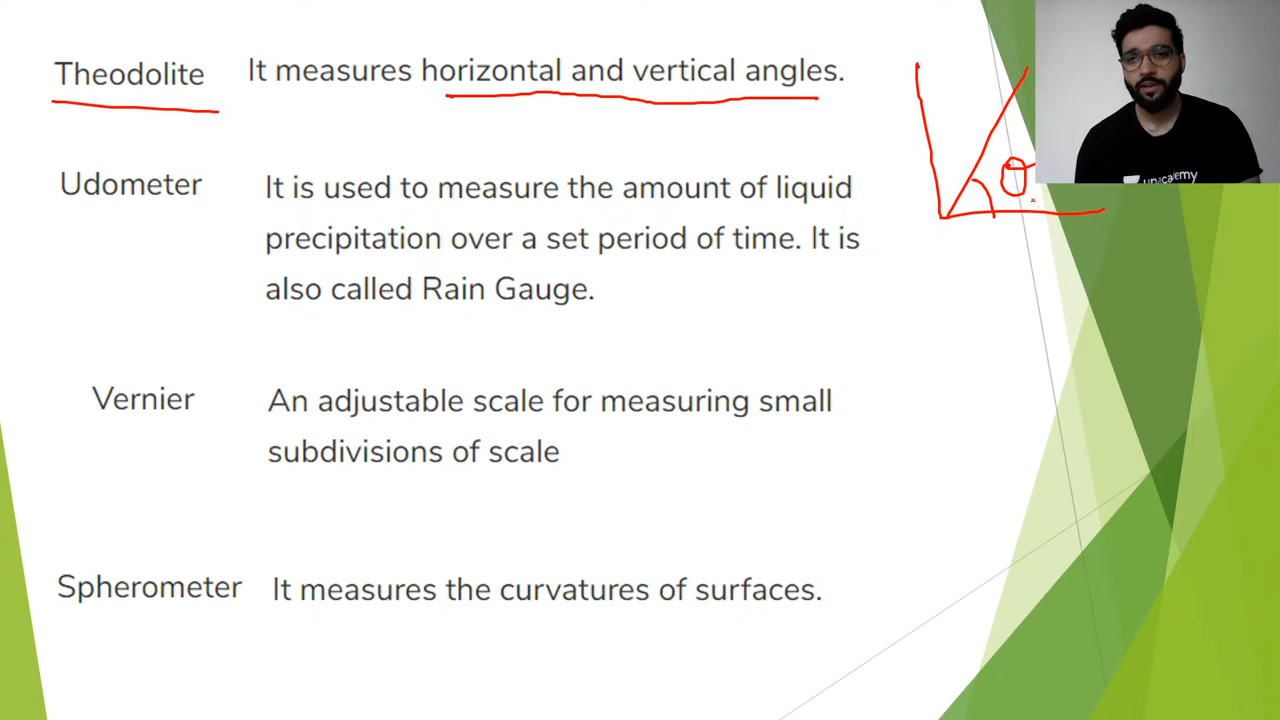 Theodolite It measures horizontal and vertical angles.
θ
Udometer It is used to measure the amount of liquid
precipitation over a set period of time. It is
also called Rain Gauge.
Vernier An adjustable scale for measuring small
subdivisions of scale
Spherometer It measures the curvatures of surfaces.
unacademy